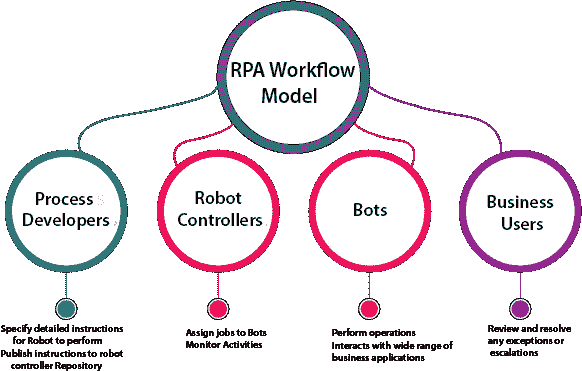 RPA Workflow
Model
Process
Developers
Robot
Controllers
Bots
Business
Users
Specify detailed instructions
for Robot to perform
Publish instructions to robot
controller Repository
Assign jobs to Bots
Monitor Activities
Perform operations
Interacts with wide range of
business applications
Review and resolve
any exceptions or
escalations